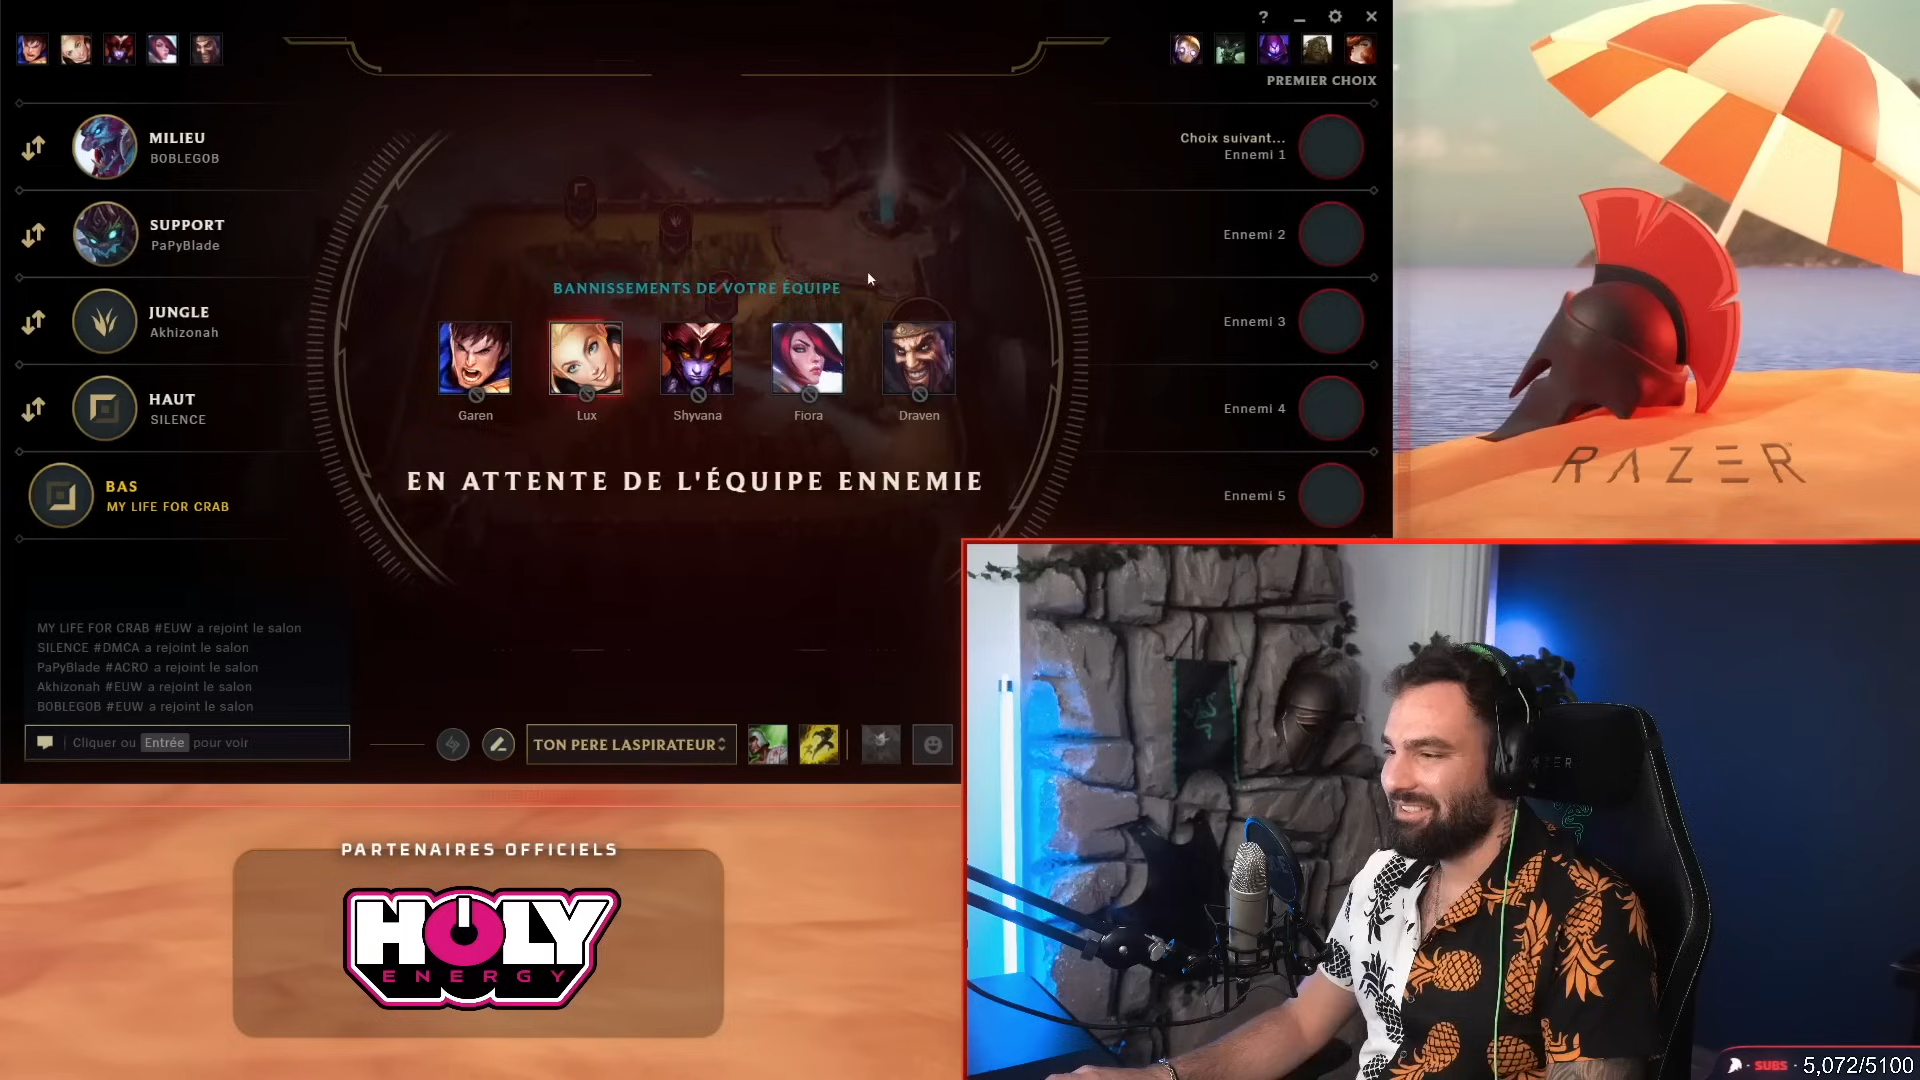 ?
PREMIER CHOIX
MILIEU
BOBLEGOB
SUPPORT
PaPyBlade
JUNGLE
Akhizonah
HAUT
SILENCE
BAS
MY LIFE FOR CRAB
BANNISSEMENTS DE VOTRE ÉQUIPE
Garen
Lux
Shyvana
Fiora
Draven
EN ATTENTE DE L'ÉQUIPE ENNEMIE
Choix suivant...
Ennemi 1
Ennemi 2
Ennemi 3
Ennemi 4
Ennemi 5
MY LIFE FOR CRAB #EUW a rejoint le salon
SILENCE #DMCA a rejoint le salon
PaPyBlade #ACRO a rejoint le salon
Akhizonah #EUW a rejoint le salon
BOBLEGOB #EUW a rejoint le salon
Cliquer ou Entrée pour voir
TON PERE LASPIRATEUR
RAZER
PARTENAIRES OFFICIELS
HOLY
ENERGY
SUBS · 5,072/5100